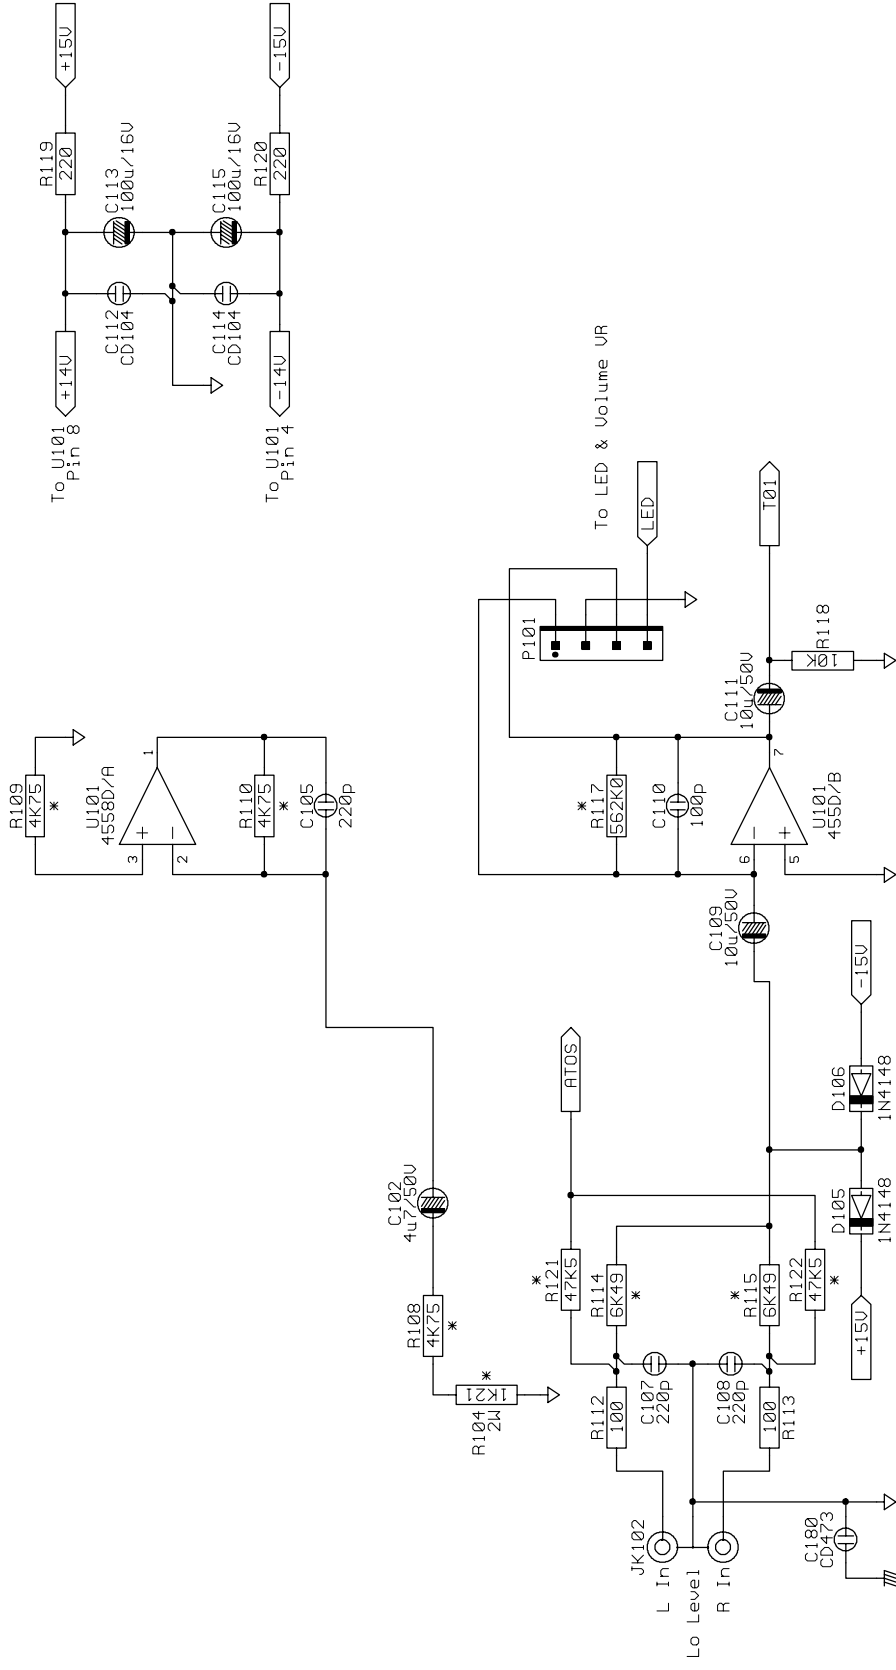 +15V
R119
220
C113
100u/16V
C112
CD104
+14V
To U101
Pin 8
-15V
R120
220
C115
100u/16V
C114
CD104
-14V
To U101
Pin 4
R109
4K75
*
U101
4558D/A
3
2
1
+
-
R110
4K75
*
C105
220p
C102
4u7/50V
R108
4K75
*
R104
M2
1K21
*
To LED & Volume VR
LED
P101
T01
R118
10K
C111
10u/50V
*
R117
562K0
C110
100p
U101
455D/B
6
5
7
-
+
C109
10u/50V
-15V
D106
1N4148
D105
1N4148
+15V
ATOS
*
R121
47K5
R114
6K49
*
*
R115
6K49
R122
47K5
*
C107
220p
C108
220p
R112
100
R113
100
JK102
L In
Lo Level
R In
C180
CD473